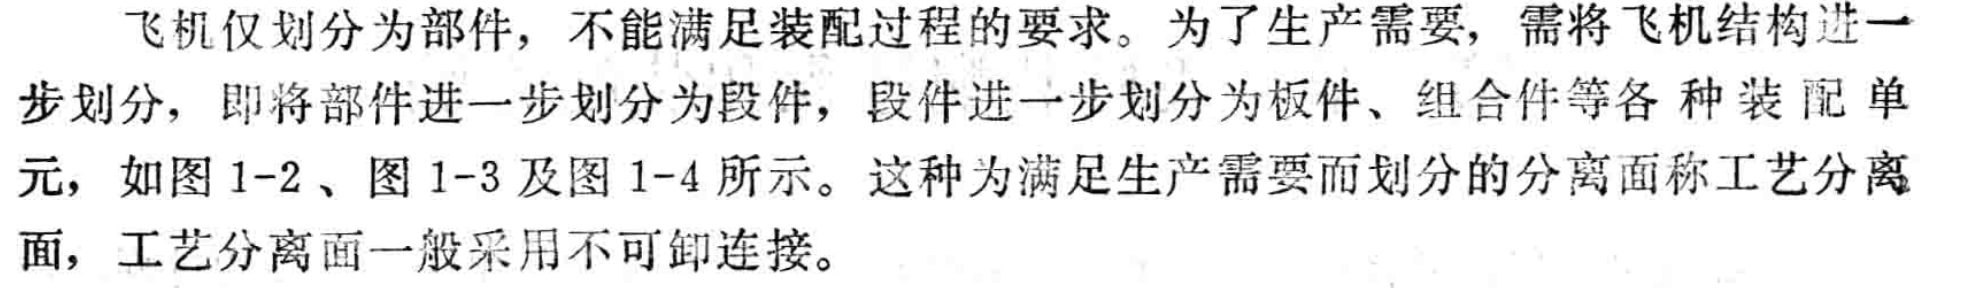 飞机仅划分为部件，不能满足装配过程的要求。为了生产需要，需将飞机结构进一
步划分，即将部件进一步划分为段件，段件进一步划分为板件、组合件等各种装配单
元，如图1-2、图1-3及图1-4所示。这种为满足生产需要而划分的分离面称工艺分离
面，工艺分离面一般采用不可卸连接。